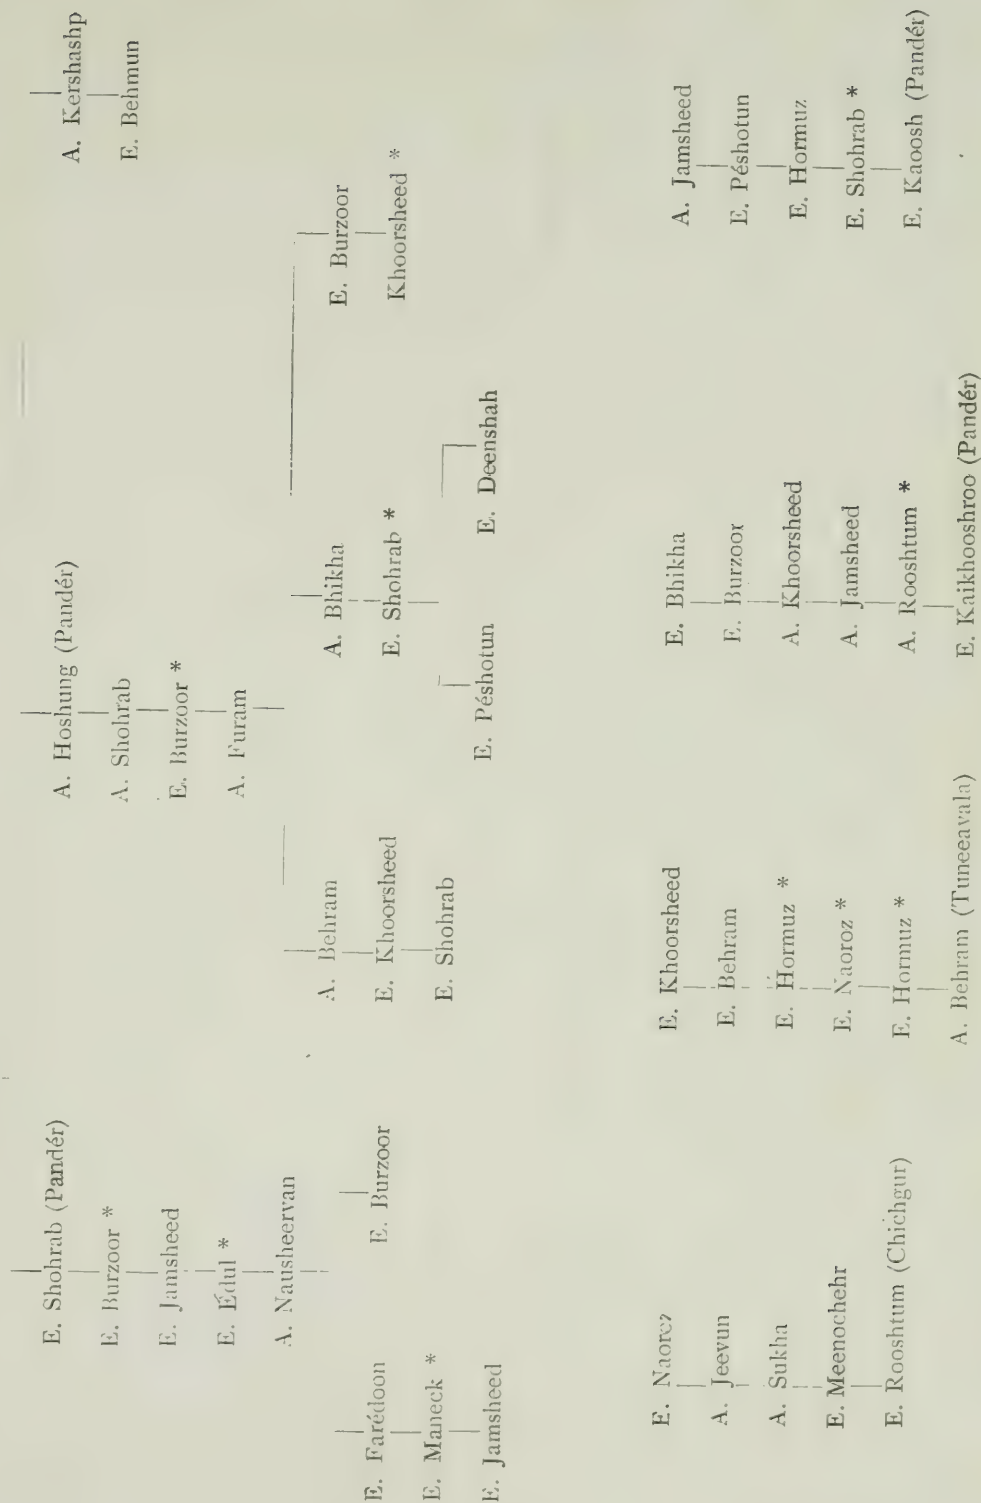 E. Shohrab (Pandér)
E. Burzoor *
E. Jamsheed
E. Édul *
A. Nausheervan
E. Farédoon
E. Maneck *
E. Jamsheed
E. Burzoor
A. Hoshung (Pandér)
A. Shohrab
E. Burzoor *
A. Furam
A. Behram
E. Khoorsheed
E. Shohrab
A. Bhikha
E. Shohrab *
E. Péshotun
E. Deenshah
E. Burzoor
Khoorsheed *
A. Kershashp
E. Behmun
E. Naoroz
A. Jeevun
A. Sukha
E. Meenochehr
E. Rooshtum (Chichgur)
E. Khoorsheed
E. Behram
E. Hormuz *
E. Naoroz *
E. Hormuz *
A. Behram (Tuneeavala)
E. Bhikha
E. Burzoor
A. Khoorsheed
A. Jamsheed
A. Rooshtum *
E. Kaikhooshroo (Pandér)
A. Jamsheed
E. Péshotun
E. Hormuz
E. Shohrab *
E. Kaoosh (Pandér)